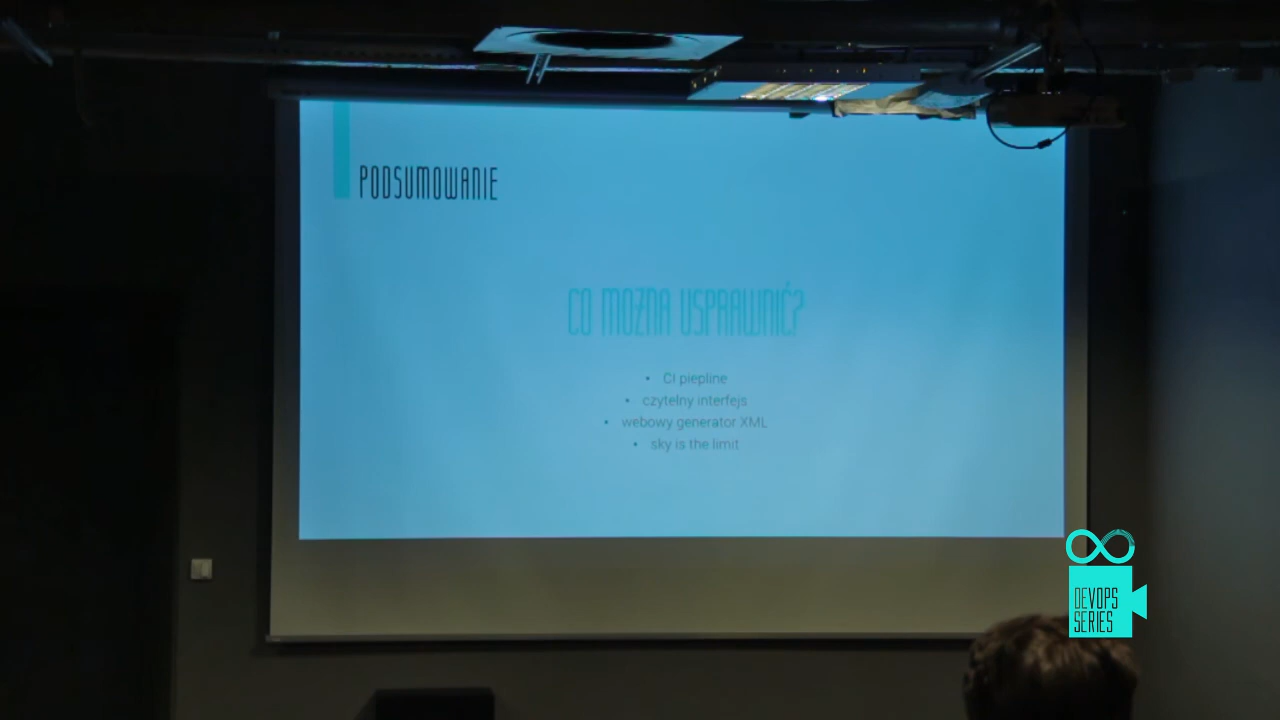 PODSUMOWANIE
CO MOŻNA USPRAWNIĆ?
• CI piepline
• czytelny interfejs
• webowy generator XML
• sky is the limit
DEVOPS
SERIES